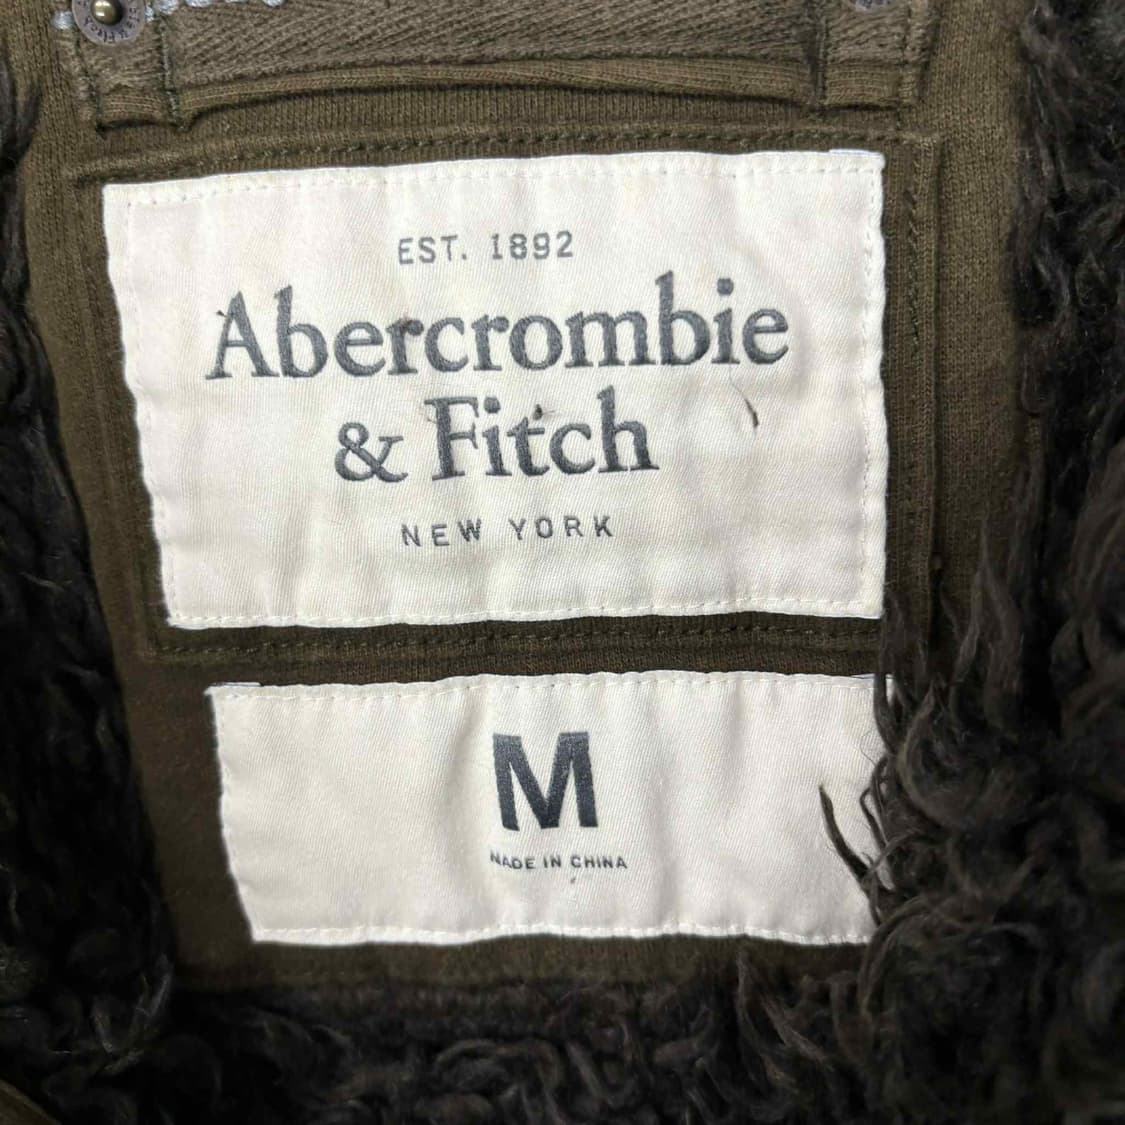 EST. 1892
Abercrombie
& Fitch
NEW YORK
M
MADE IN CHINA